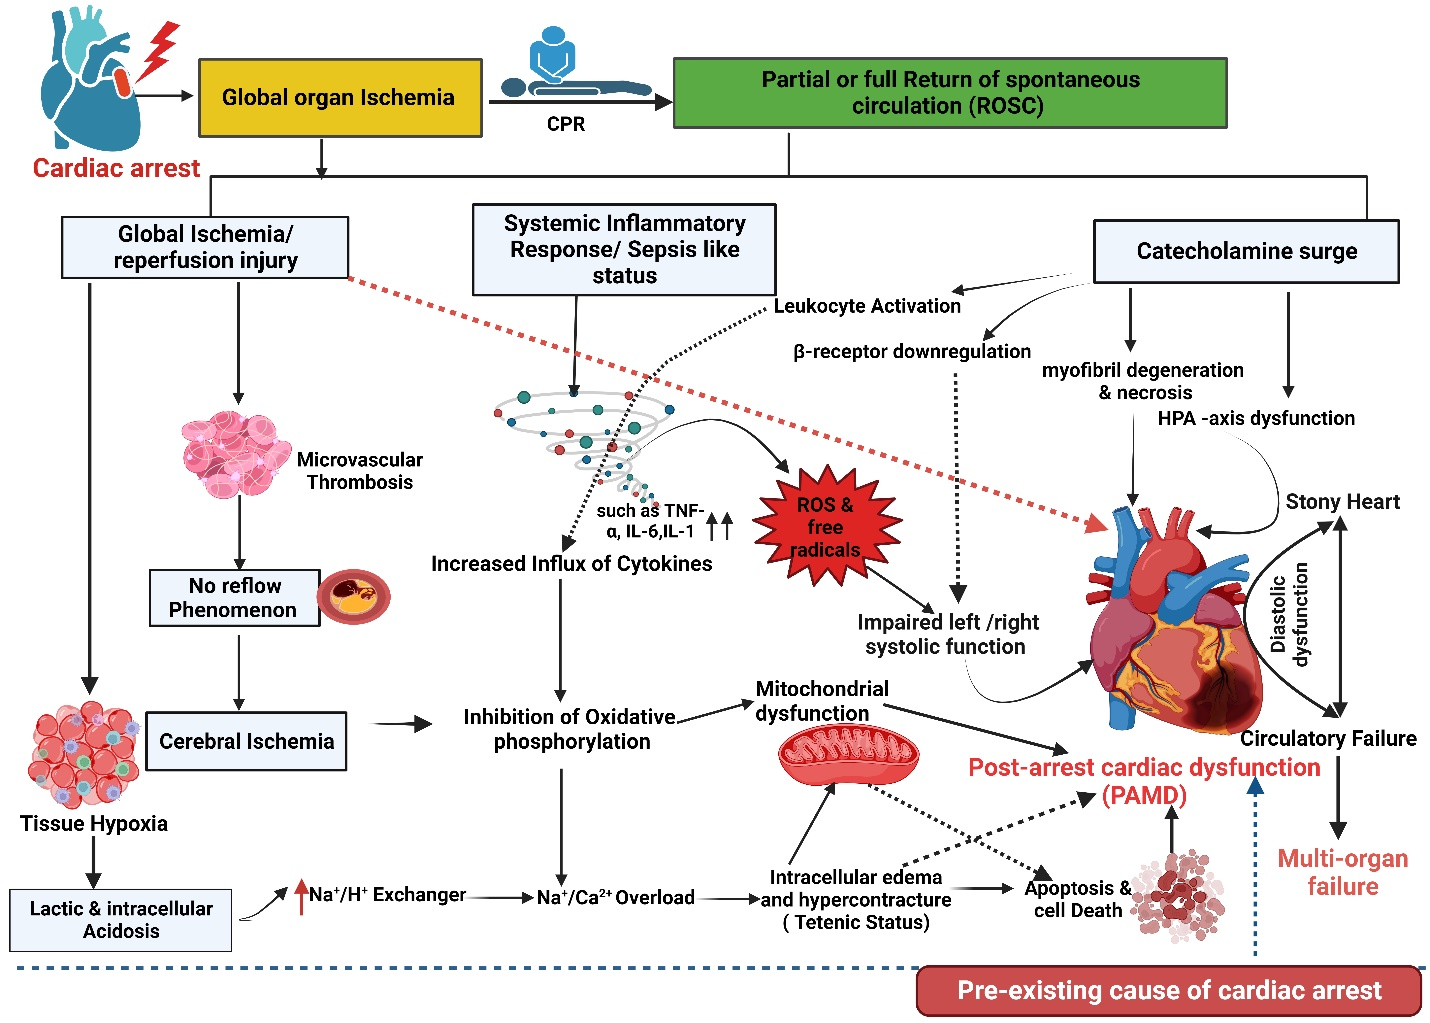 Cardiac arrest
Global organ Ischemia
CPR
Partial or full Return of spontaneous
circulation (ROSC)
Global Ischemia/
reperfusion injury
Systemic Inflammatory
Response/ Sepsis like
status
Catecholamine surge
Leukocyte Activation
β-receptor downregulation
myofibril degeneration
& necrosis
HPA -axis dysfunction
Microvascular
Thrombosis
such as TNF-
α, IL-6,IL-1
Increased Influx of Cytokines
ROS &
free
radicals
Stony Heart
Diastolic
dysfunction
No reflow
Phenomenon
Impaired left /right
systolic function
Cerebral Ischemia
Inhibition of Oxidative
phosphorylation
Mitochondrial
dysfunction
Circulatory Failure
Post-arrest cardiac dysfunction
(PAMD)
Tissue Hypoxia
Multi-organ
failure
Lactic & intracellular
Acidosis
Na⁺/H⁺ Exchanger
Na⁺/Ca²⁺ Overload
Intracellular edema
and hypercontracture
( Tetenic Status)
Apoptosis &
cell Death
Pre-existing cause of cardiac arrest